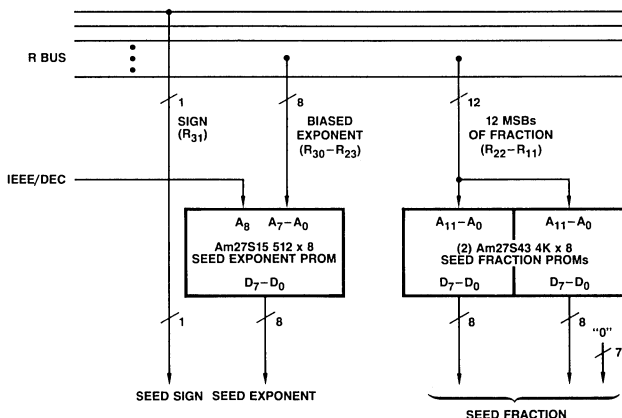 R BUS
1
8
12
SIGN
(R31)
BIASED
EXPONENT
(R30–R23)
12 MSBs
OF FRACTION
(R22–R11)
IEEE/DEC
A8 A7–A0
A11–A0 A11–A0
Am27S15 512 x 8
SEED EXPONENT PROM
(2) Am27S43 4K x 8
SEED FRACTION PROMs
D7–D0
D7–D0 D7–D0
"0"
1
8
8
8
7
SEED SIGN SEED EXPONENT
SEED FRACTION